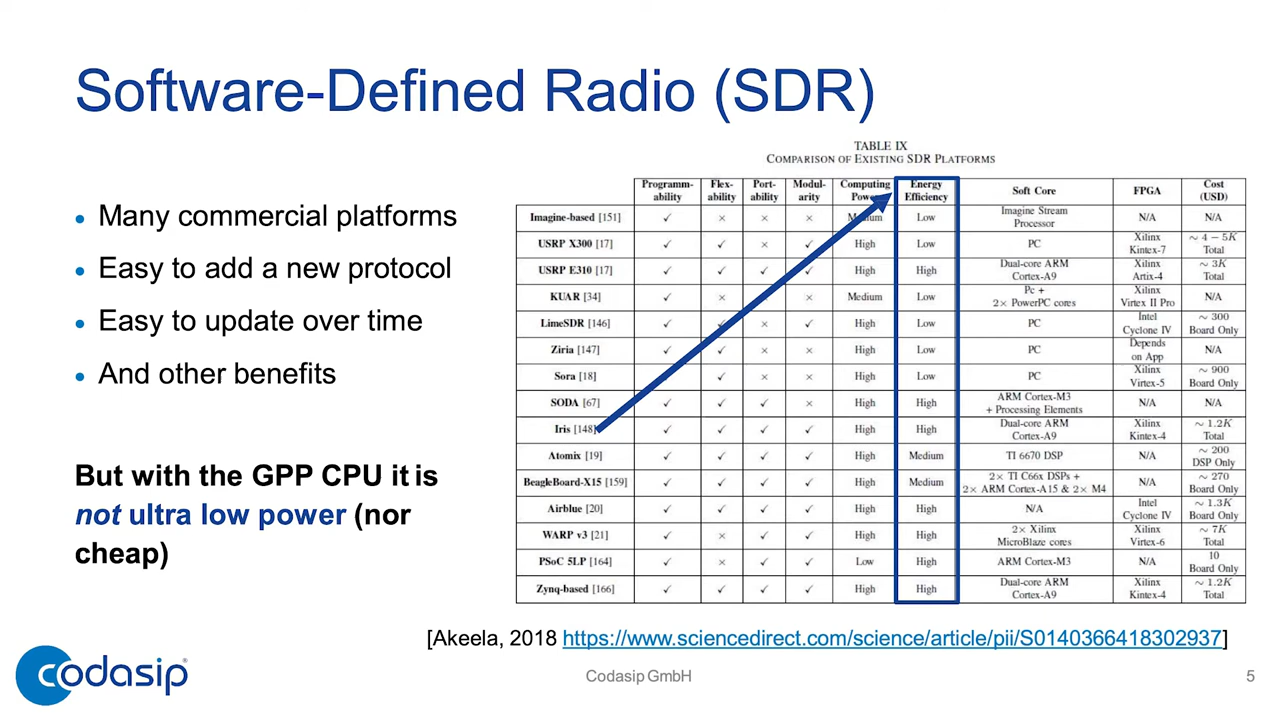 Software-Defined Radio (SDR)
• Many commercial platforms
• Easy to add a new protocol
• Easy to update over time
• And other benefits
But with the GPP CPU it is
not ultra low power (nor
cheap)
TABLE IX
COMPARISON OF EXISTING SDR PLATFORMS
Programm-ability Flex-ability Port-ability Modul-arity Computing Power Energy Efficiency Soft Core FPGA Cost (USD)
Imagine-based [151] ✓ × × × Medium Low Imagine Stream Processor N/A N/A
USRP X300 [17] ✓ ✓ × ✓ High Low PC Xilinx Kintex-7 ~ 4 − 5K Total
USRP E310 [17] ✓ ✓ ✓ ✓ High High Dual-core ARM Cortex-A9 Xilinx Artix-4 ~ 3K Total
KUAR [34] ✓ × × Medium Low Pc + 2× PowerPC cores Xilinx Virtex II Pro N/A
LimeSDR [146] ✓ ✓ × ✓ High Low PC Intel Cyclone IV ~ 300 Board Only
Ziria [147] ✓ ✓ × × High Low PC Depends on App N/A
Sora [18] ✓ × × High Low PC Xilinx Virtex-5 ~ 900 Board Only
SODA [67] ✓ ✓ ✓ × High High ARM Cortex-M3 + Processing Elements N/A N/A
Iris [148] ✓ ✓ ✓ ✓ High High Dual-core ARM Cortex-A9 Xilinx Kintex-4 ~ 1.2K Total
Atomix [19] ✓ ✓ ✓ ✓ High Medium TI 6670 DSP N/A ~ 200 DSP Only
BeagleBoard-X15 [159] ✓ ✓ ✓ ✓ High Medium 2× TI C66x DSPs + 2× ARM Cortex-A15 & 2× M4 N/A ~ 270 Board Only
Airblue [20] ✓ ✓ ✓ ✓ High High N/A Intel Cyclone IV ~ 1.3K Total
WARP v3 [21] ✓ × ✓ ✓ High High 2× Xilinx MicroBlaze cores Xilinx Virtex-6 ~ 7K Total
PSoC 5LP [164] ✓ × ✓ ✓ Low High ARM Cortex-M3 N/A 10 Board Only
Zynq-based [166] ✓ ✓ ✓ ✓ High High Dual-core ARM Cortex-A9 Xilinx Kintex-4 ~ 1.2K Total
[Akeela, 2018 https://www.sciencedirect.com/science/article/pii/S0140366418302937]
codasip®
Codasip GmbH
5